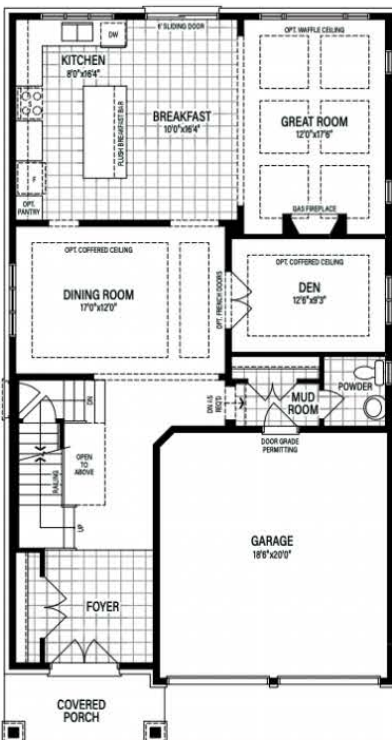 6' SLIDING DOOR
OPT. WAFFLE CEILING
DW
KITCHEN
8'0"x16'4"
S
FLUSH BREAKFAST BAR
BREAKFAST
10'0"x16'4"
GREAT ROOM
12'0"x17'6"
F
OPT.
PANTRY
GAS FIREPLACE
OPT. COFFERED CEILING
DINING ROOM
17'0"x12'0"
OPT. FRENCH DOORS
OPT. COFFERED CEILING
DEN
12'6"x9'3"
DN
DN AS
REQ'D
MUD
ROOM
POWDER
DOOR GRADE
PERMITTING
OPEN
TO
ABOVE
RAILING
UP
GARAGE
18'6"x20'0"
FOYER
COVERED
PORCH